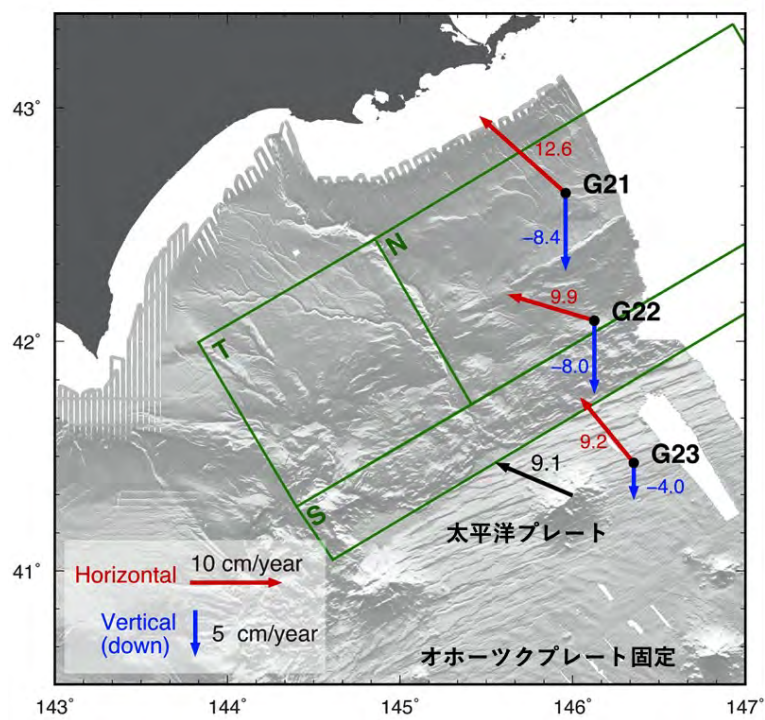 43°
42°
41°
143°
144°
145°
146°
147°
12.6
G21
−8.4
N
9.9
G22
T
−8.0
9.2
G23
9.1
−4.0
S
太平洋プレート
10 cm/year
Horizontal
Vertical
(down)
5 cm/year
オホーツクプレート固定